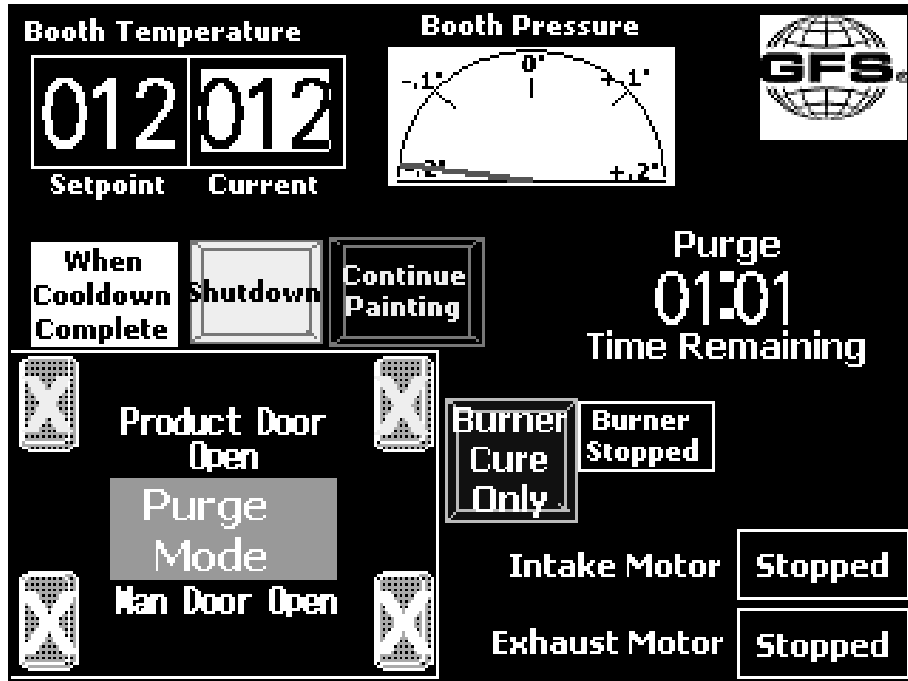 Booth Temperature
012 012
Setpoint Current
Booth Pressure
-.1" 0" +.1"
-.2" +.2"
GFS
When
Cooldown
Complete
Shutdown
Continue
Painting
Purge
01:01
Time Remaining
Product Door
Open
Purge
Mode
Man Door Open
Burner
Cure
Only
Burner
Stopped
Intake Motor Stopped
Exhaust Motor Stopped